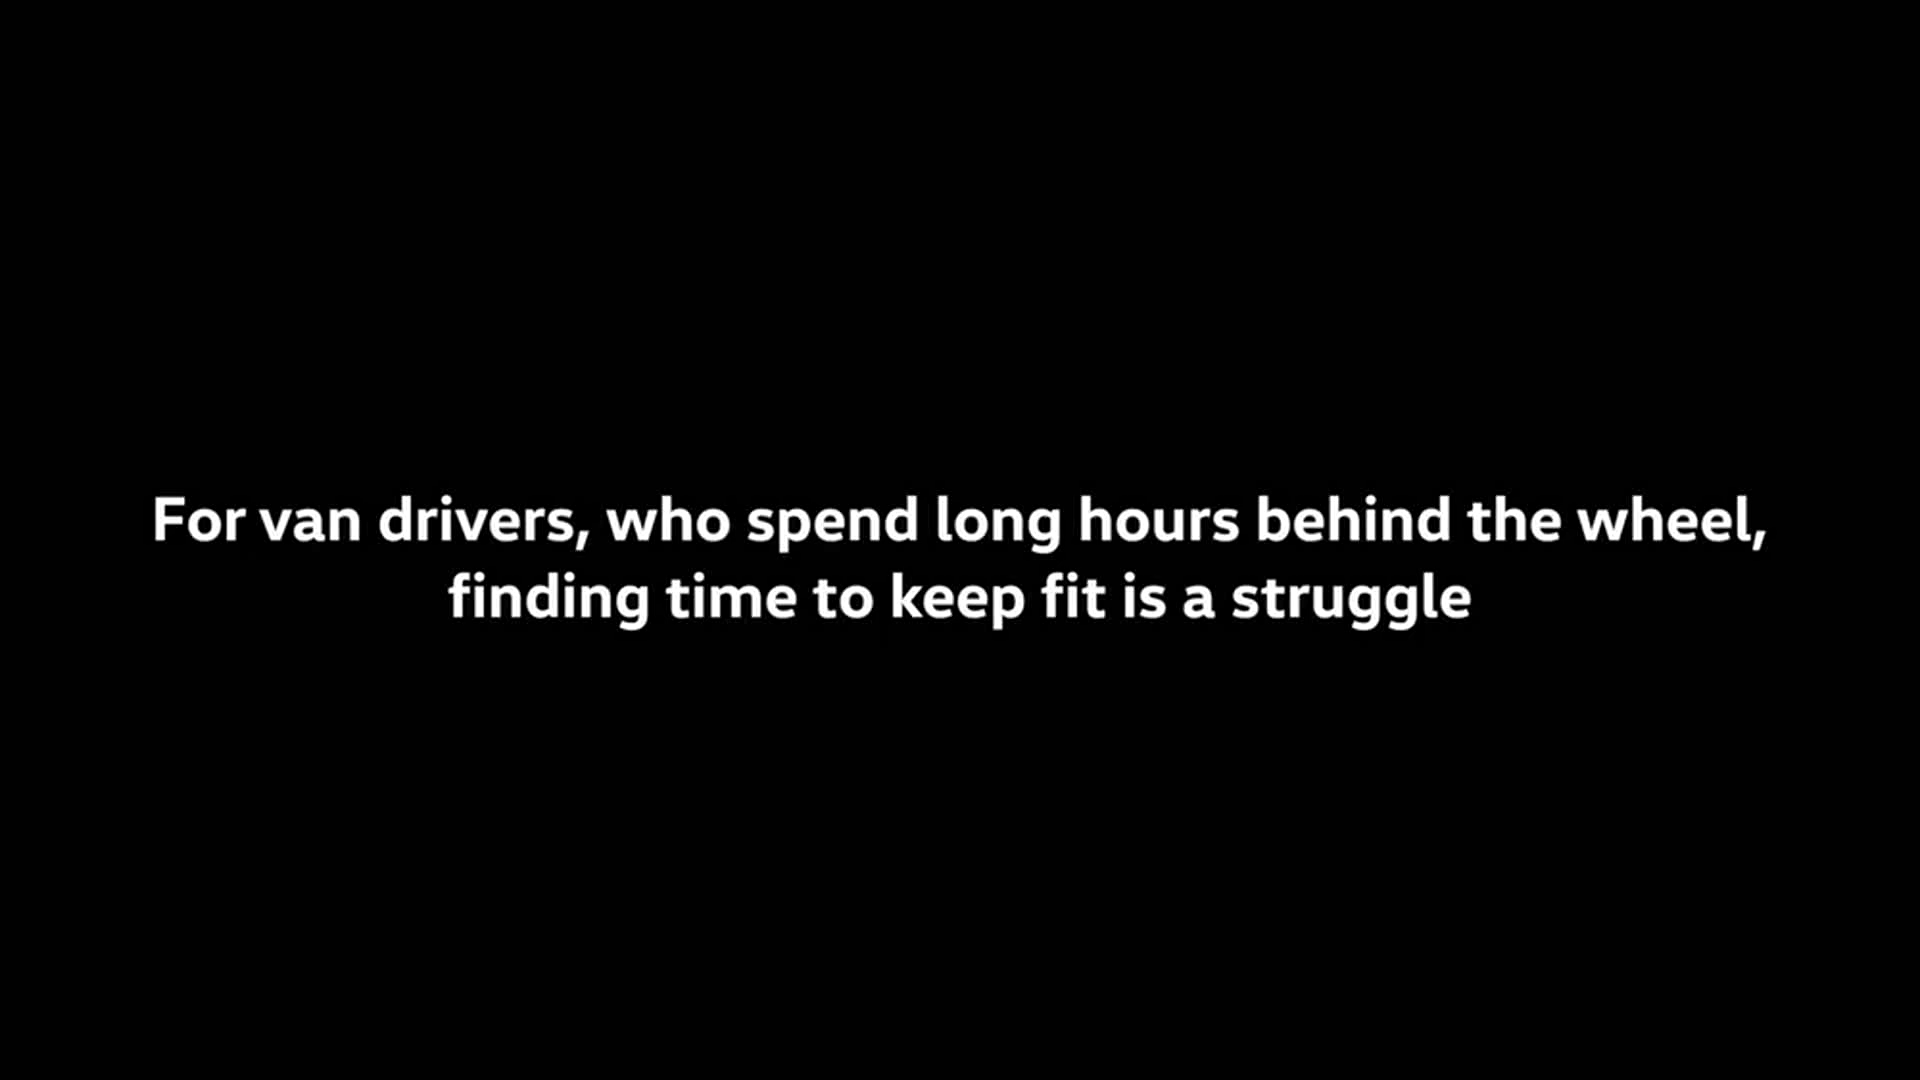 For van drivers, who spend long hours behind the wheel,
finding time to keep fit is a struggle